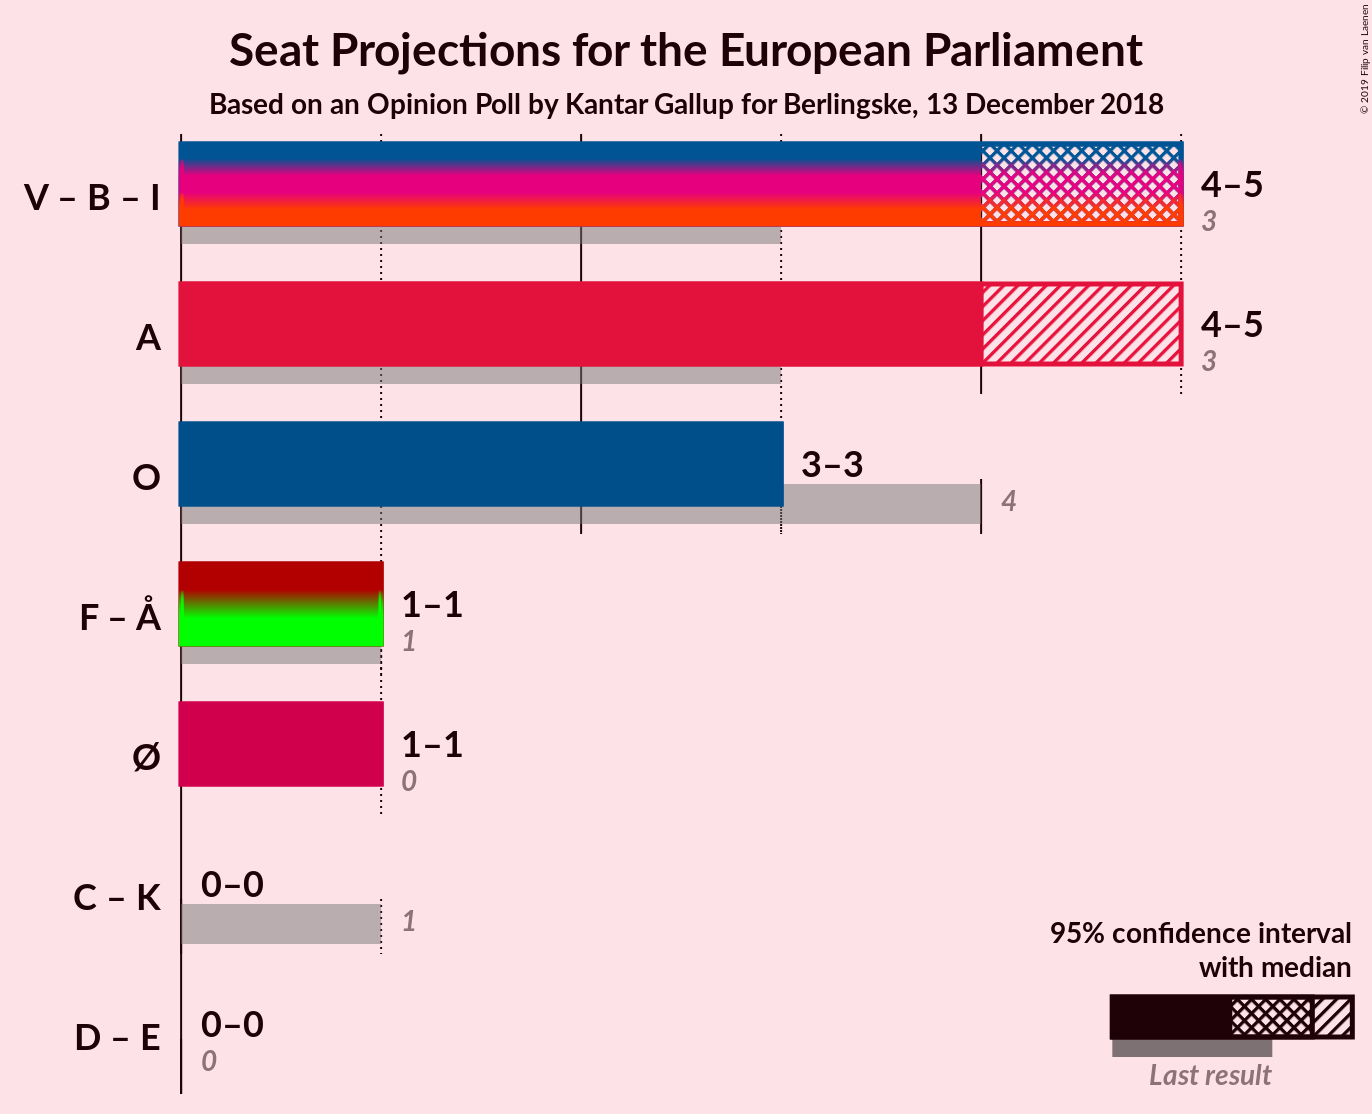 Seat Projections for the European Parliament
Based on an Opinion Poll by Kantar Gallup for Berlingske, 13 December 2018
© 2019 Filip van Laenen
V – B – I
4–5
3
A
4–5
3
O
3–3
4
F – Å
1–1
1
Ø
1–1
0
C – K
0–0
1
D – E
0–0
0
95% confidence interval
with median
Last result